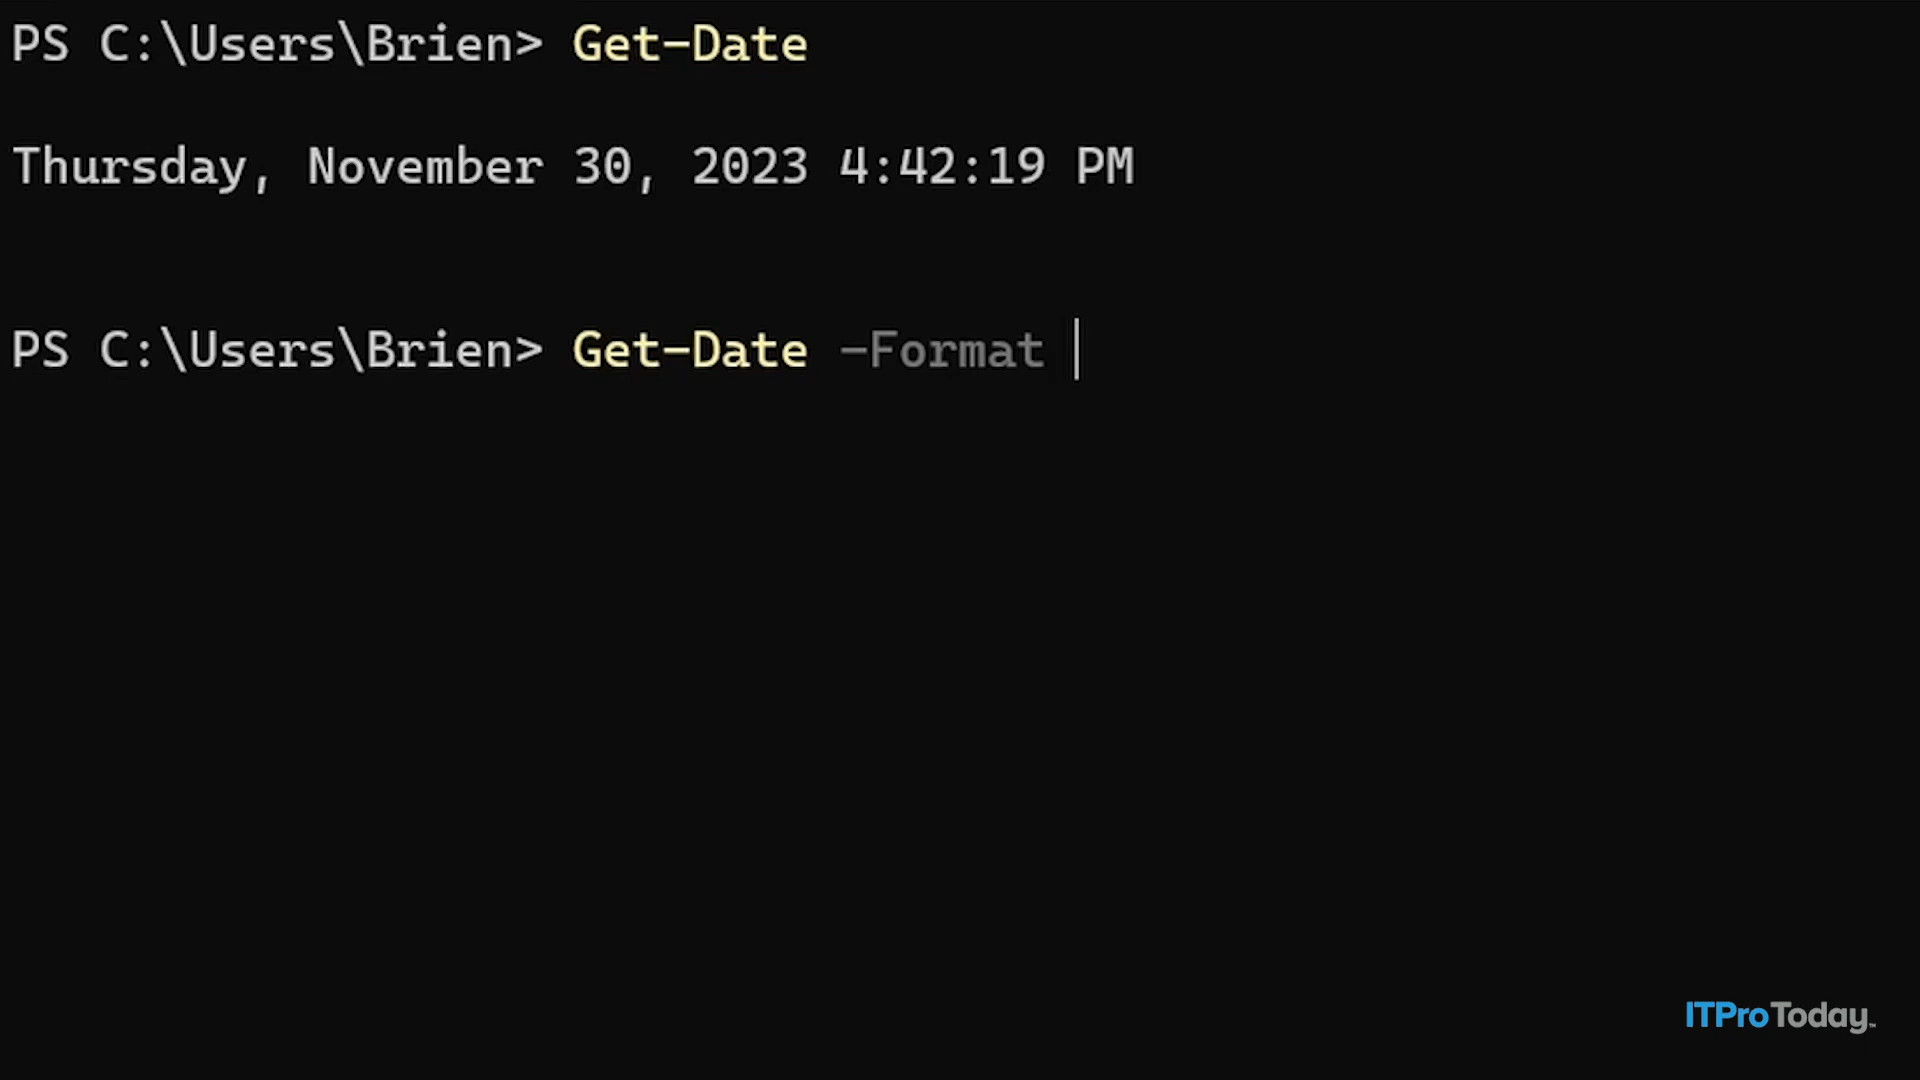 PS C:\Users\Brien> Get-Date
Thursday, November 30, 2023 4:42:19 PM
PS C:\Users\Brien> Get-Date -Format
ITProToday™